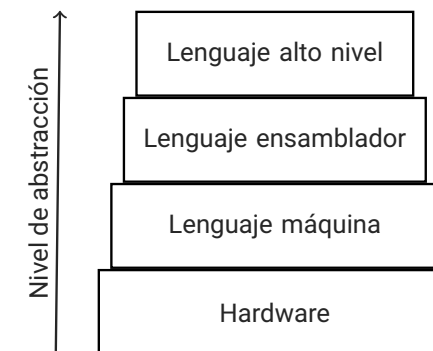 Nivel de abstracción
Lenguaje alto nivel
Lenguaje ensamblador
Lenguaje máquina
Hardware